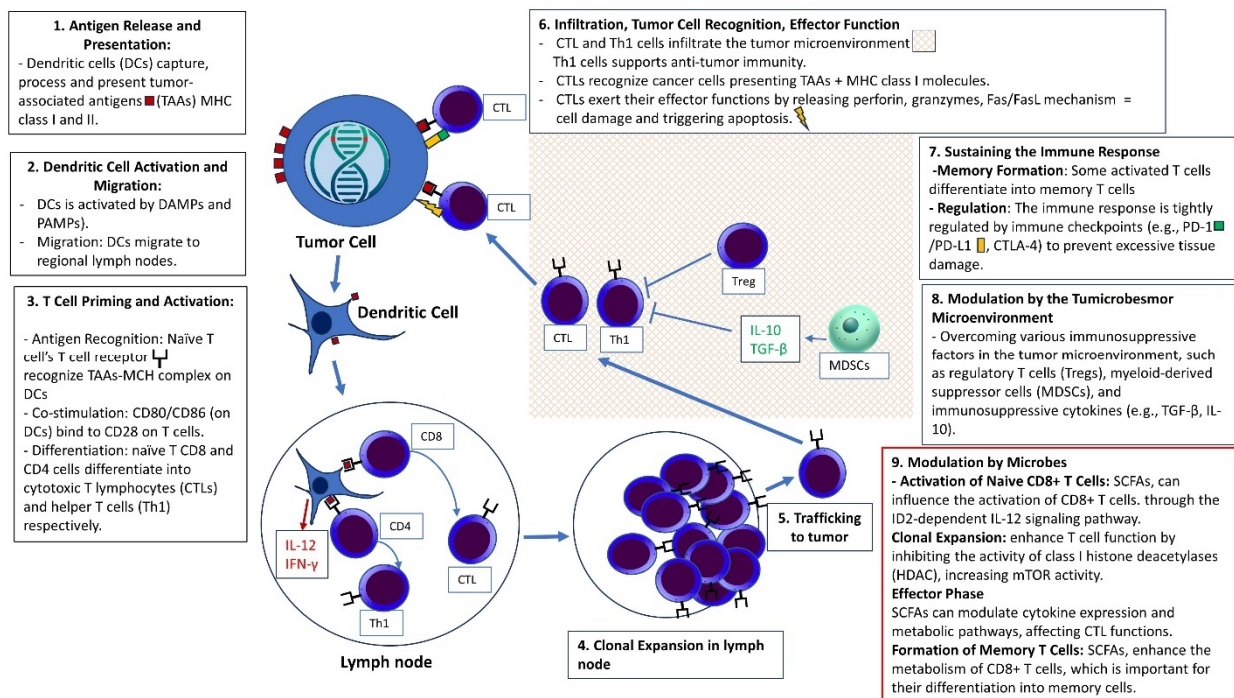 1. Antigen Release and
Presentation:
- Dendritic cells (DCs) capture,
process and present tumor-
associated antigens (TAAs) MHC
class I and II.
2. Dendritic Cell Activation and
Migration:
- DCs is activated by DAMPs and
PAMPs).
- Migration: DCs migrate to
regional lymph nodes.
3. T Cell Priming and Activation:
- Antigen Recognition: Naïve T
cell's T cell receptor
recognize TAAs-MCH complex on
DCs
- Co-stimulation: CD80/CD86 (on
DCs) bind to CD28 on T cells.
- Differentiation: naïve T CD8 and
CD4 cells differentiate into
cytotoxic T lymphocytes (CTLs)
and helper T cells (Th1)
respectively.
CTL
CTL
Tumor Cell
Dendritic Cell
CD8
CD4
IL-12
IFN-γ
CTL
Th1
Lymph node
4. Clonal Expansion in lymph
node
5. Trafficking
to tumor
6. Infiltration, Tumor Cell Recognition, Effector Function
- CTL and Th1 cells infiltrate the tumor microenvironment
Th1 cells supports anti-tumor immunity.
- CTLs recognize cancer cells presenting TAAs + MHC class I molecules.
- CTLs exert their effector functions by releasing perforin, granzymes, Fas/FasL mechanism =
cell damage and triggering apoptosis.
Treg
CTL
Th1
IL-10
TGF-β
MDSCs
7. Sustaining the Immune Response
-Memory Formation: Some activated T cells
differentiate into memory T cells
- Regulation: The immune response is tightly
regulated by immune checkpoints (e.g., PD-1
/PD-L1 , CTLA-4) to prevent excessive tissue
damage.
8. Modulation by the Tumicrobesmor
Microenvironment
- Overcoming various immunosuppressive
factors in the tumor microenvironment, such
as regulatory T cells (Tregs), myeloid-derived
suppressor cells (MDSCs), and
immunosuppressive cytokines (e.g., TGF-β, IL-
10).
9. Modulation by Microbes
- Activation of Naive CD8+ T Cells: SCFAs, can
influence the activation of CD8+ T cells. through the
ID2-dependent IL-12 signaling pathway.
Clonal Expansion: enhance T cell function by
inhibiting the activity of class I histone deacetylases
(HDAC), increasing mTOR activity.
Effector Phase
SCFAs can modulate cytokine expression and
metabolic pathways, affecting CTL functions.
Formation of Memory T Cells: SCFAs, enhance the
metabolism of CD8+ T cells, which is important for
their differentiation into memory cells.